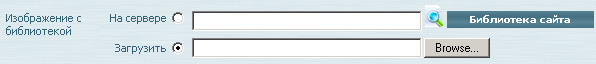 Изображение с библиотекой
На сервере
Библиотека сайта
Загрузить
Browse...